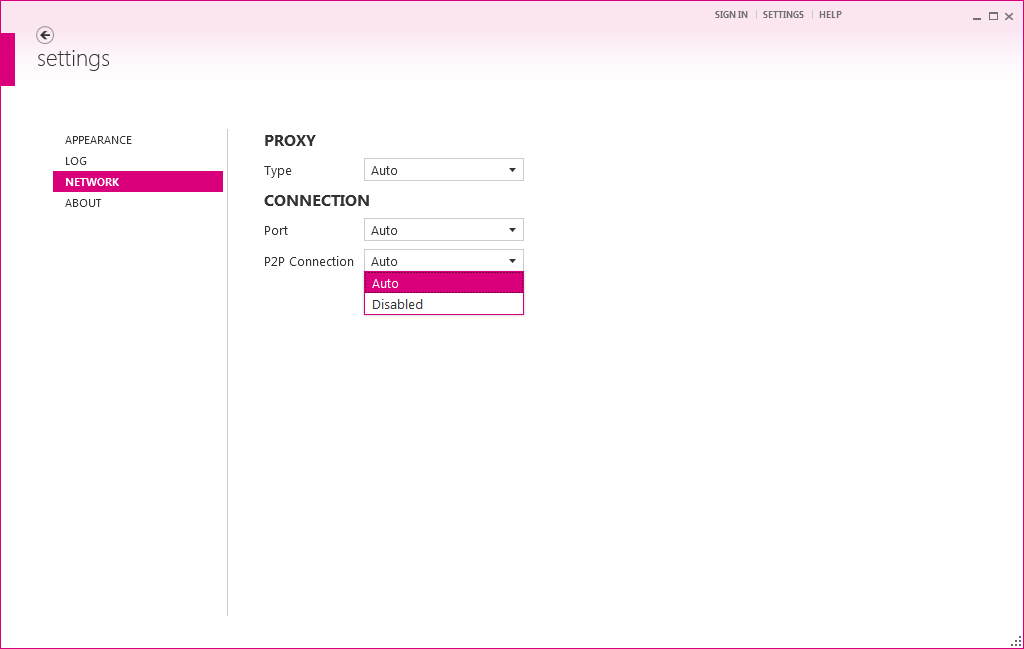 SIGN IN SETTINGS HELP
settings
APPEARANCE
LOG
NETWORK
ABOUT
PROXY
Type Auto
CONNECTION
Port Auto
P2P Connection Auto
Auto
Disabled